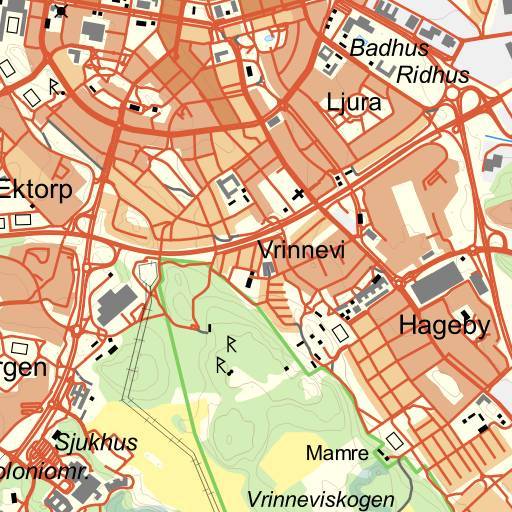 Badhus
Ridhus
Ljura
Ektorp
Vrinnevi
Hageby
rgen
Sjukhus
oloniomr.
Mamre
Vrinneviskogen